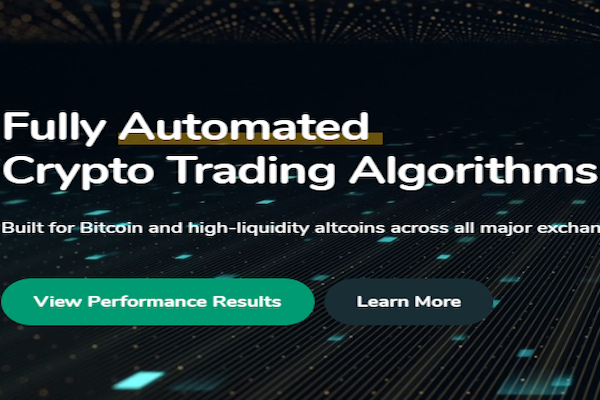 Fully Automated
Crypto Trading Algorithms
Built for Bitcoin and high-liquidity altcoins across all major exchan
View Performance Results
Learn More